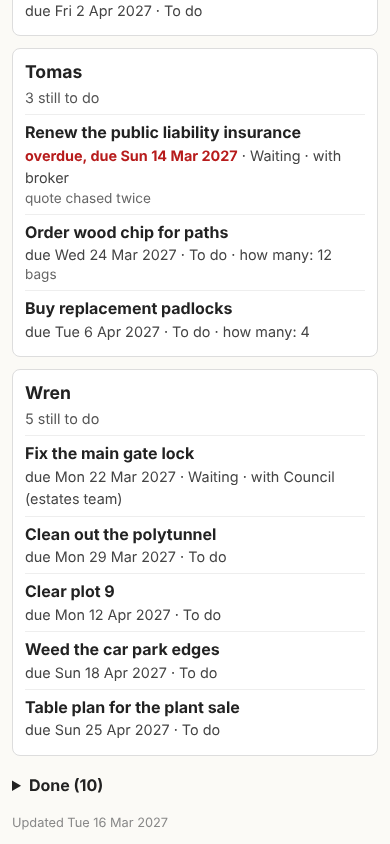 due Fri 2 Apr 2027 · To do
Tomas
3 still to do
Renew the public liability insurance
overdue, due Sun 14 Mar 2027 · Waiting · with
broker
quote chased twice
Order wood chip for paths
due Wed 24 Mar 2027 · To do · how many: 12
bags
Buy replacement padlocks
due Tue 6 Apr 2027 · To do · how many: 4
Wren
5 still to do
Fix the main gate lock
due Mon 22 Mar 2027 · Waiting · with Council
(estates team)
Clean out the polytunnel
due Mon 29 Mar 2027 · To do
Clear plot 9
due Mon 12 Apr 2027 · To do
Weed the car park edges
due Sun 18 Apr 2027 · To do
Table plan for the plant sale
due Sun 25 Apr 2027 · To do
Done (10)
Updated Tue 16 Mar 2027